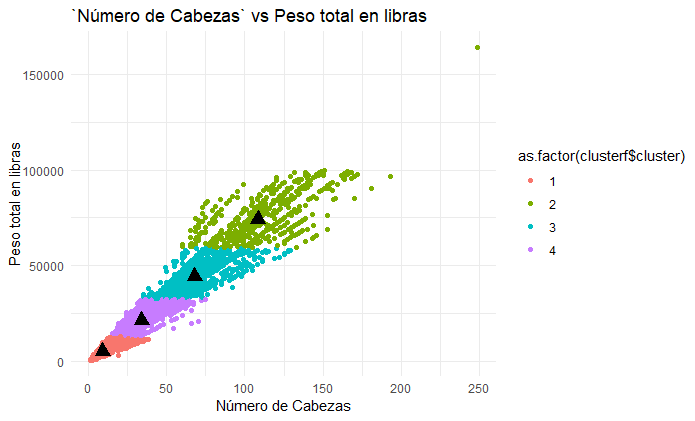 `Número de Cabezas` vs Peso total en libras
Peso total en libras
150000
100000
50000
0
0 50 100 150 200 250
Número de Cabezas
as.factor(clusterf$cluster)
1
2
3
4